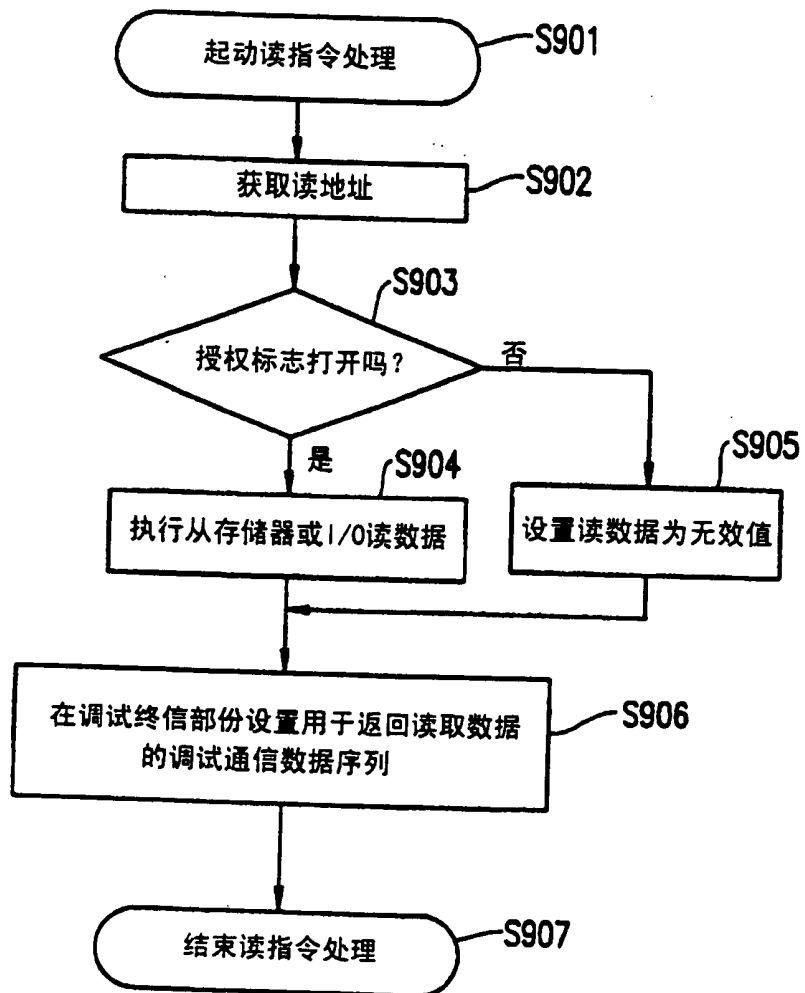 起动读指令处理
S901
获取读地址
S902
S903
授权标志打开吗?
否
是
S904
S905
执行从存储器或I/O读数据
设置读数据为无效值
在调试终信部份设置用于返回读取数据
的调试通信数据序列
S906
结束读指令处理
S907